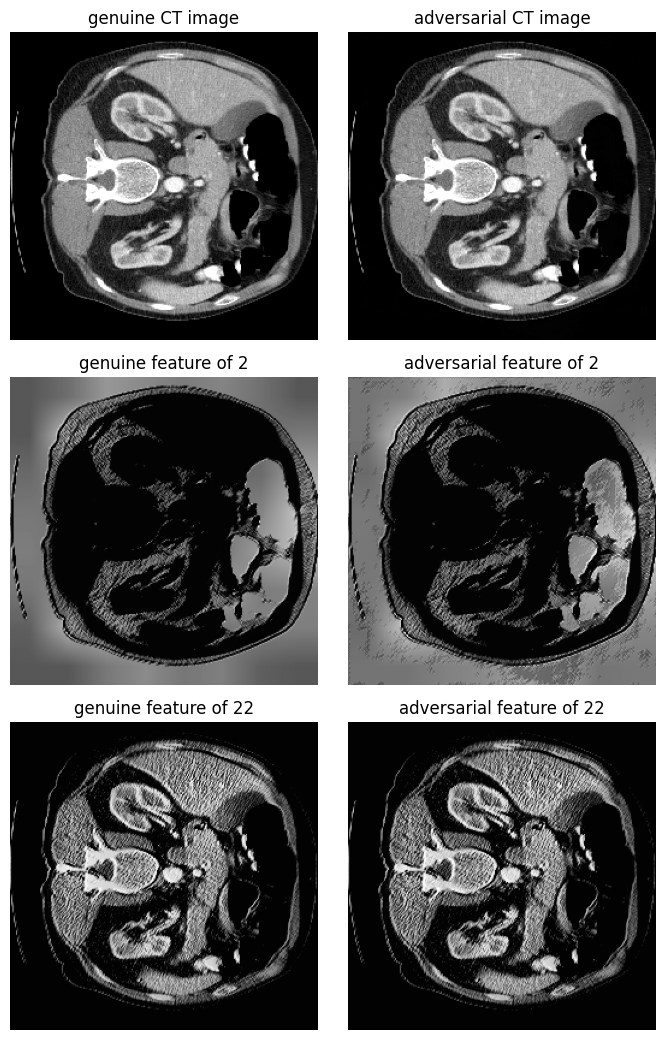 genuine CT image
adversarial CT image
genuine feature of 2
adversarial feature of 2
genuine feature of 22
adversarial feature of 22